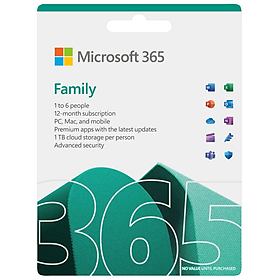 Microsoft 365
Family
1 to 6 people
12-month subscription
PC, Mac, and mobile
Premium apps with the latest updates
1 TB cloud storage per person
Advanced security
365
NO VALUE UNTIL PURCHASED